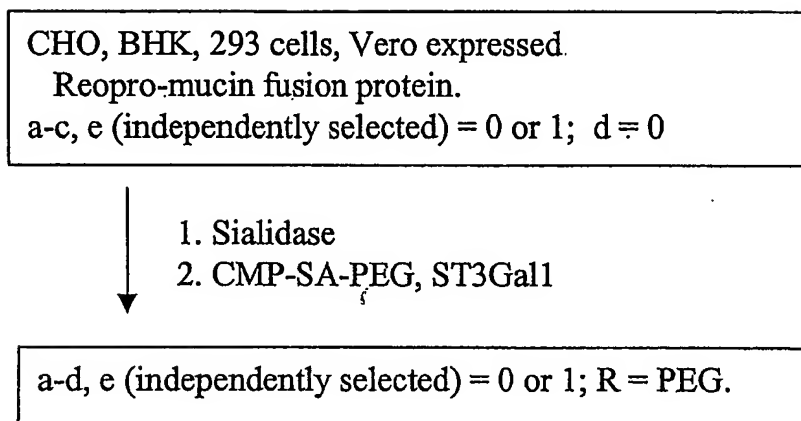 CHO, BHK, 293 cells, Vero expressed.
Reopro-mucin fusion protein.
a-c, e (independently selected) = 0 or 1; d = 0
1. Sialidase
2. CMP-SA-PEG, ST3Gal1
a-d, e (independently selected) = 0 or 1; R = PEG.